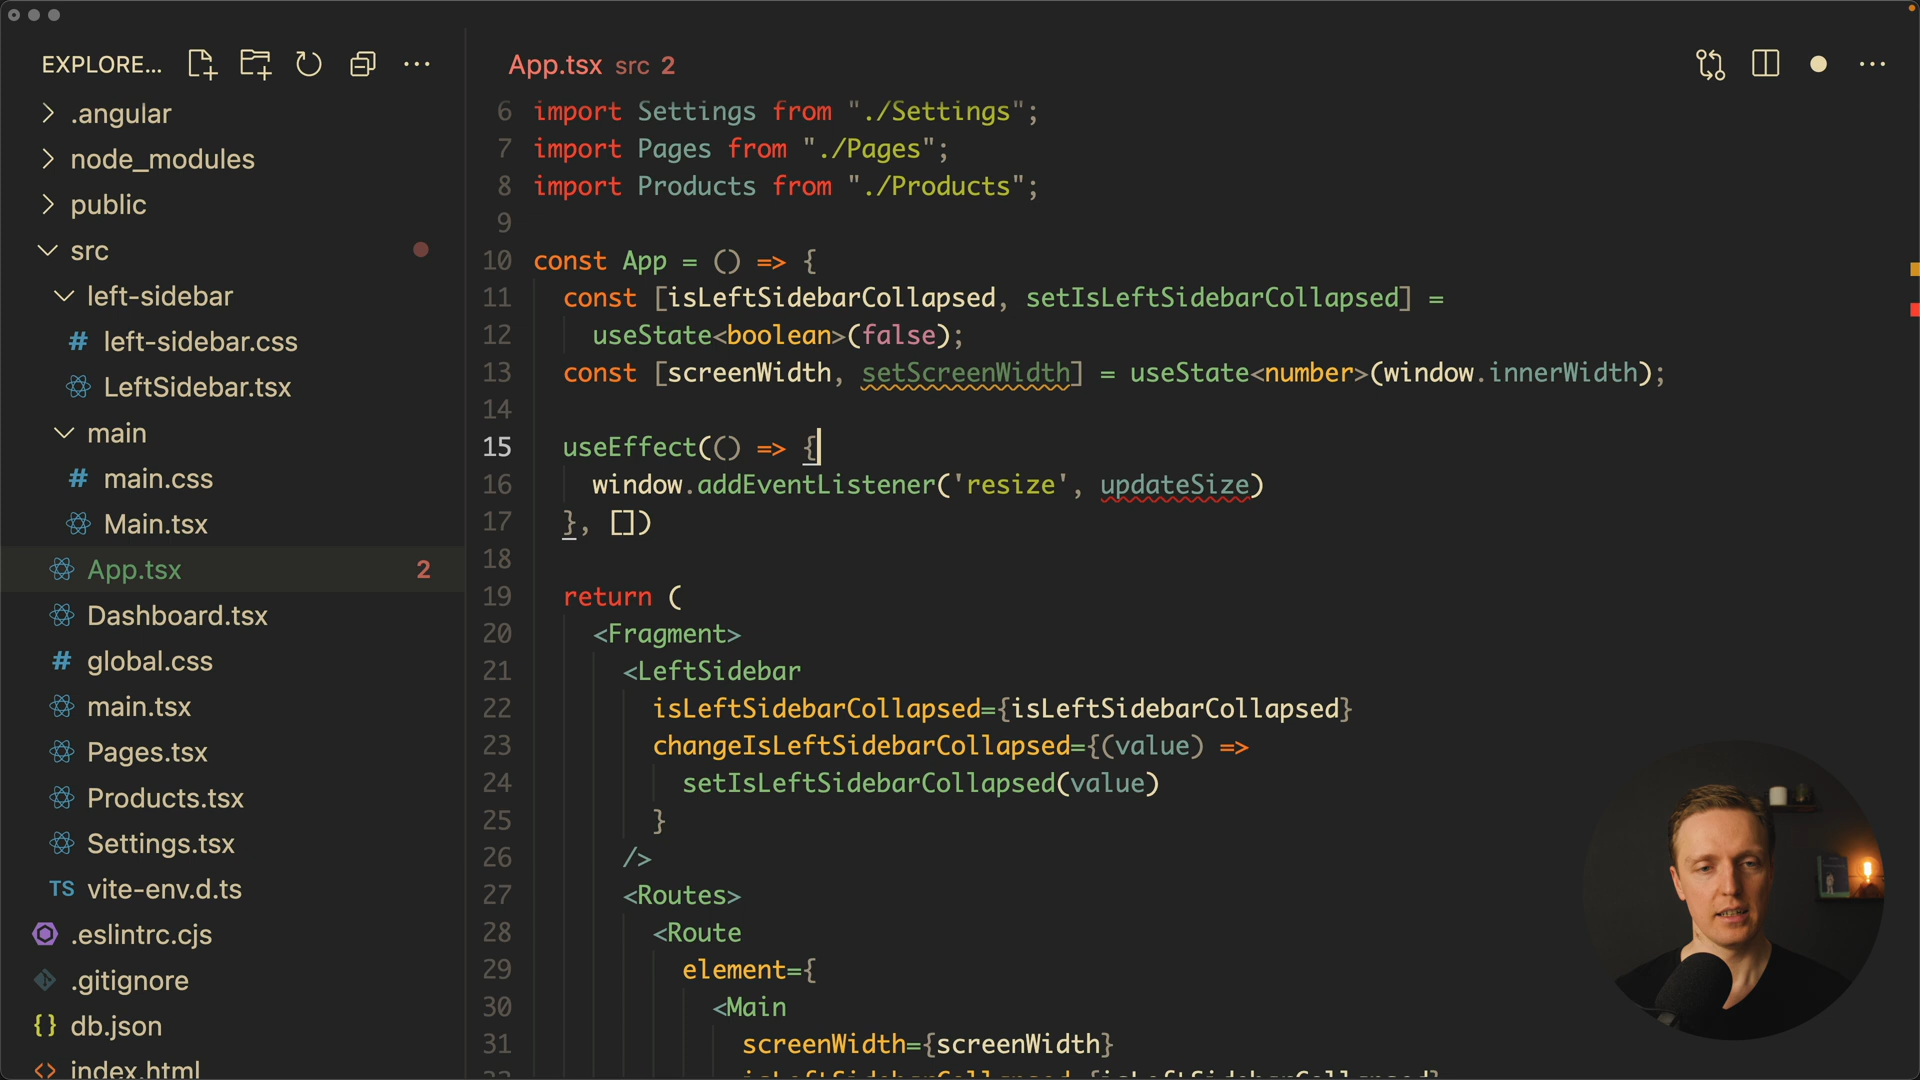 EXPLORE...
.angular
node_modules
public
src
left-sidebar
# left-sidebar.css
LeftSidebar.tsx
main
# main.css
Main.tsx
App.tsx 2
Dashboard.tsx
# global.css
main.tsx
Pages.tsx
Products.tsx
Settings.tsx
TS vite-env.d.ts
.eslintrc.cjs
.gitignore
{} db.json
<> index.html
App.tsx src 2
6 import Settings from "./Settings";
7 import Pages from "./Pages";
8 import Products from "./Products";
9
10 const App = () => {
11 const [isLeftSidebarCollapsed, setIsLeftSidebarCollapsed] =
12 useState<boolean>(false);
13 const [screenWidth, setScreenWidth] = useState<number>(window.innerWidth);
14
15 useEffect(() => {
16 window.addEventListener('resize', updateSize)
17 }, [])
18
19 return (
20 <Fragment>
21 <LeftSidebar
22 isLeftSidebarCollapsed={isLeftSidebarCollapsed}
23 changeIsLeftSidebarCollapsed={(value) =>
24 setIsLeftSidebarCollapsed(value)
25 }
26 />
27 <Routes>
28 <Route
29 element={
30 <Main
31 screenWidth={screenWidth}
32 isLeftSidebarCollapsed={isLeftSidebarCollapsed}